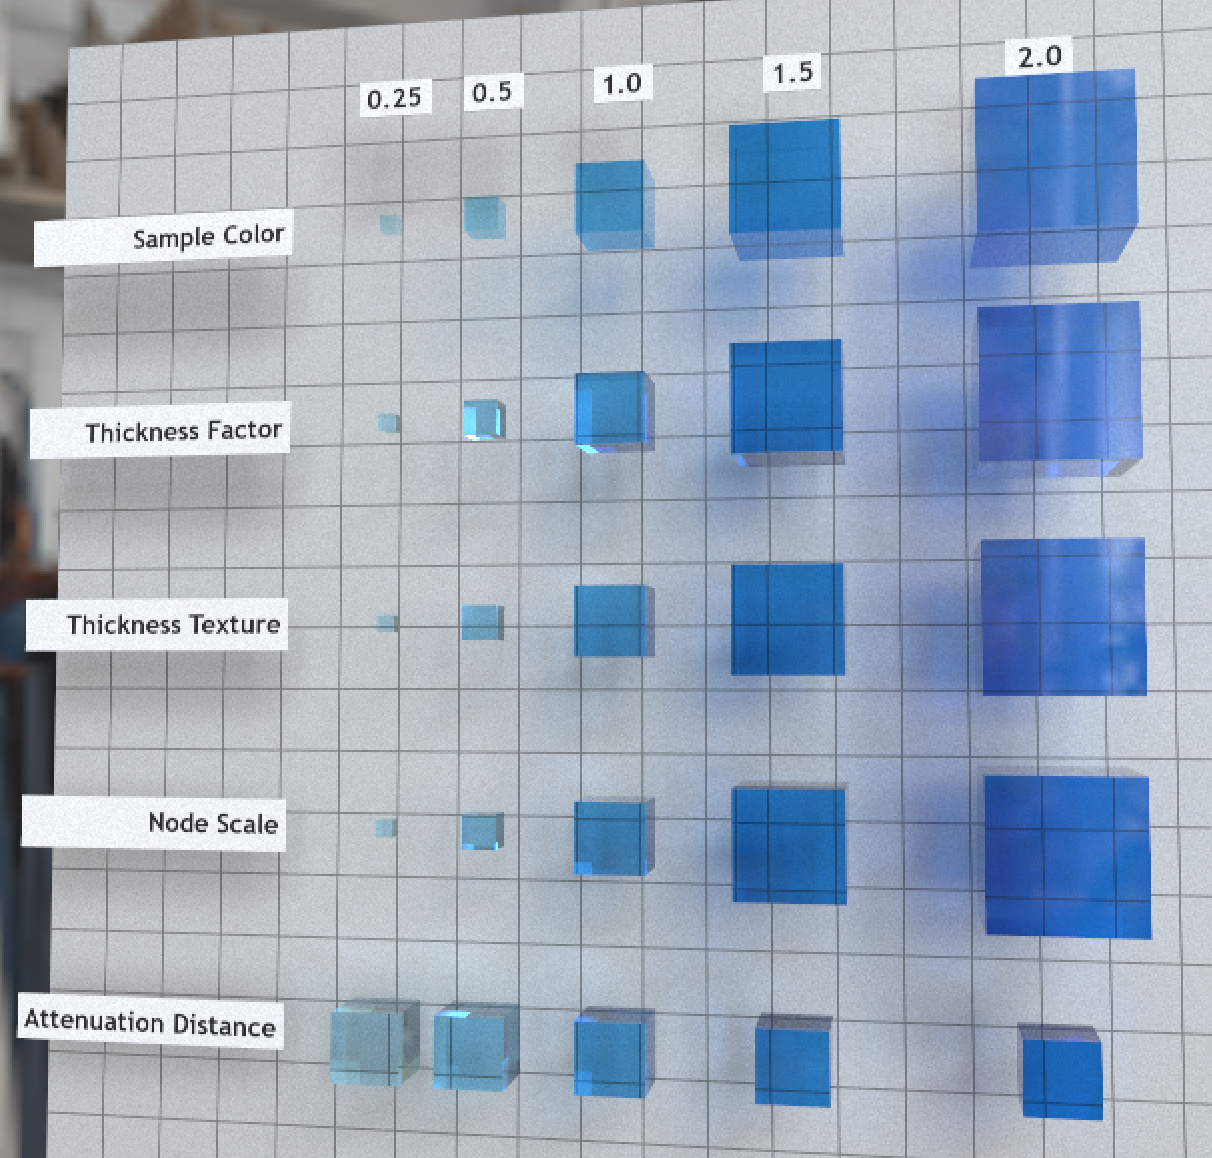 0.25 0.5 1.0 1.5 2.0
Sample Color
Thickness Factor
Thickness Texture
Node Scale
Attenuation Distance